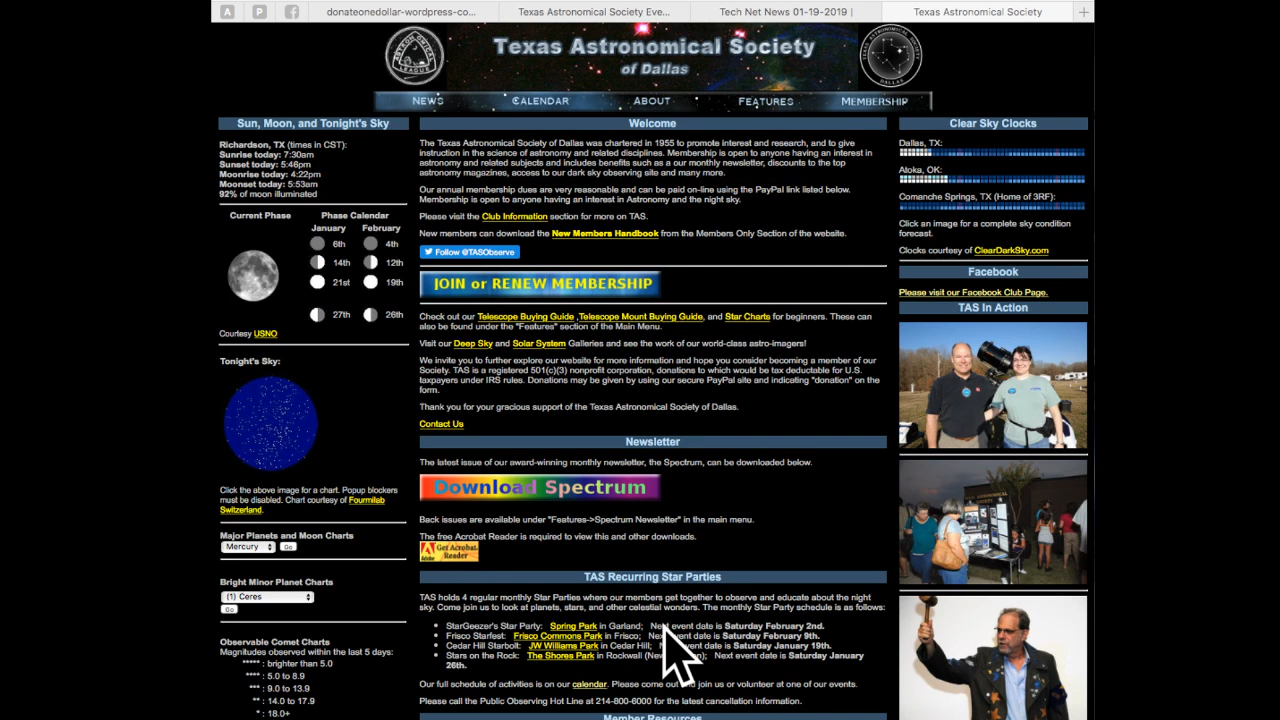 A
P
donateonedollar-wordpress-co...
Texas Astronomical Society Eve...
Tech Net News 01-19-2019 |
Texas Astronomical Society
Texas Astronomical Society
of Dallas
NEWS
CALENDAR
ABOUT
FEATURES
MEMBERSHIP
Sun, Moon, and Tonight's Sky
Richardson, TX (times in CST):
Sunrise today: 7:30am
Sunset today: 5:46pm
Moonrise today: 4:22pm
Moonset today: 5:53am
92% of moon illuminated
Current Phase
Phase Calendar
January February
6th 4th
14th 12th
21st 19th
27th 26th
Courtesy USNO
Tonight's Sky:
Click the above image for a chart. Popup blockers
must be disabled. Chart courtesy of Fourmilab
Switzerland.
Major Planets and Moon Charts
Mercury Go
Bright Minor Planet Charts
(1) Ceres
Go
Observable Comet Charts
Magnitudes observed within the last 5 days:
***** : brighter than 5.0
**** : 5.0 to 8.9
*** : 9.0 to 13.9
** : 14.0 to 17.9
* : 18.0+
Welcome
The Texas Astronomical Society of Dallas was chartered in 1955 to promote interest and research, and to give
instruction in the science of astronomy and related disciplines. Membership is open to anyone having an interest in
astronomy and related subjects and includes benefits such as a our monthly newsletter, discounts to the top
astronomy magazines, access to our dark sky observing site and many more.
Our annual membership dues are very reasonable and can be paid on-line using the PayPal link listed below.
Membership is open to anyone having an interest in Astronomy and the night sky.
Please visit the Club Information section for more on TAS.
New members can download the New Members Handbook from the Members Only Section of the website.
Follow @TASObserve
JOIN or RENEW MEMBERSHIP
Check out our Telescope Buying Guide ,Telescope Mount Buying Guide, and Star Charts for beginners. These can
also be found under the "Features" section of the Main Menu.
Visit our Deep Sky and Solar System Galleries and see the work of our world-class astro-imagers!
We invite you to further explore our website for more information and hope you consider becoming a member of our
Society. TAS is a registered 501(c)(3) nonprofit corporation, donations to which would be tax deductable for U.S.
taxpayers under IRS rules. Donations may be given by using our secure PayPal site and indicating "donation" on the
form.
Thank you for your gracious support of the Texas Astronomical Society of Dallas.
Contact Us
Newsletter
The latest issue of our award-winning monthly newsletter, the Spectrum, can be downloaded below.
Download Spectrum
Back issues are available under "Features->Spectrum Newsletter" in the main menu.
The free Acrobat Reader is required to view this and other downloads.
Get Acrobat
Reader
Adobe
TAS Recurring Star Parties
TAS holds 4 regular monthly Star Parties where our members get together to observe and educate about the night
sky. Come join us to look at planets, stars, and other celestial wonders. The monthly Star Party schedule is as follows:
• StarGeezer's Star Party: Spring Park in Garland; Next event date is Saturday February 2nd.
• Frisco Starfest: Frisco Commons Park in Frisco; Next event date is Saturday February 9th.
• Cedar Hill Starbolt: JW Williams Park in Cedar Hill; Next event date is Saturday January 19th.
• Stars on the Rock: The Shores Park in Rockwall (New Next event date is Saturday January
26th.
Our full schedule of activities is on our calendar. Please come out and join us or volunteer at one of our events.
Please call the Public Observing Hot Line at 214-800-6000 for the latest cancellation information.
Member Resources
Clear Sky Clocks
Dallas, TX:
Atoka, OK:
Comanche Springs, TX (Home of 3RF):
Click an image for a complete sky condition
forecast.
Clocks courtesy of ClearDarkSky.com
Facebook
Please visit our Facebook Club Page.
TAS In Action